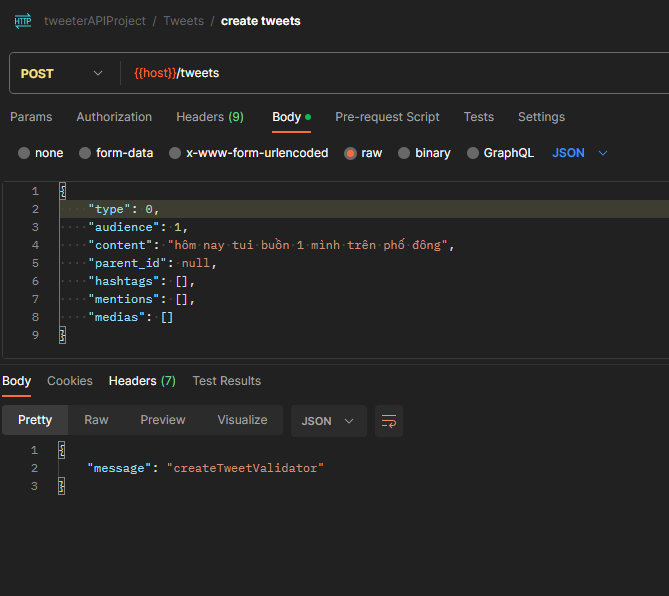 HTTP tweeterAPIProject / Tweets / create tweets
POST {{host}}/tweets
Params Authorization Headers (9) Body Pre-request Script Tests Settings
none form-data x-www-form-urlencoded raw binary GraphQL JSON
1 {
2 "type": 0,
3 "audience": 1,
4 "content": "hôm nay tui buồn 1 mình trên phố đông",
5 "parent_id": null,
6 "hashtags": [],
7 "mentions": [],
8 "medias": []
9 }
Body Cookies Headers (7) Test Results
Pretty Raw Preview Visualize JSON
1 {
2 "message": "createTweetValidator"
3 }